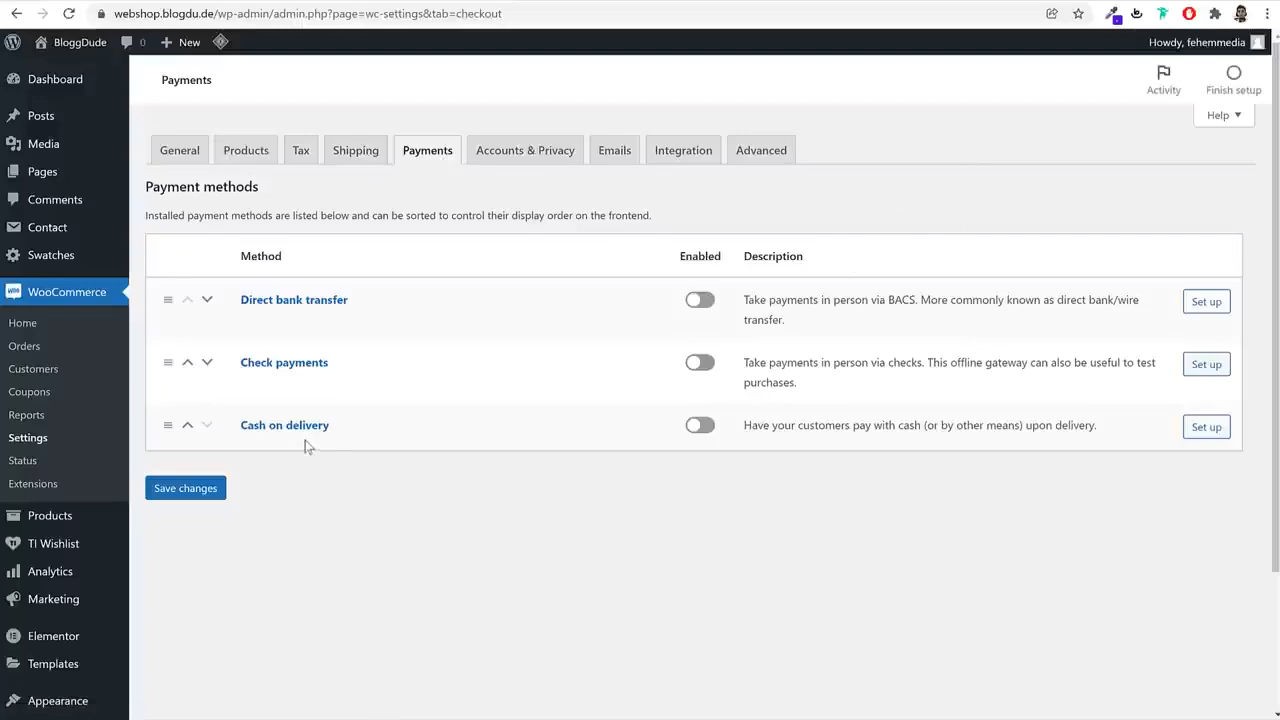 webshop.blogdu.de/wp-admin/admin.php?page=wc-settings&tab=checkout
BloggDude
0
New
Howdy, fehemmedia
Dashboard
Posts
Media
Pages
Comments
Contact
Swatches
WooCommerce
Home
Orders
Customers
Coupons
Reports
Settings
Status
Extensions
Products
TI Wishlist
Analytics
Marketing
Elementor
Templates
Appearance
Payments
Activity
Finish setup
Help
General
Products
Tax
Shipping
Payments
Accounts & Privacy
Emails
Integration
Advanced
Payment methods
Installed payment methods are listed below and can be sorted to control their display order on the frontend.
Method
Enabled
Description
Direct bank transfer
Take payments in person via BACS. More commonly known as direct bank/wire
transfer.
Set up
Check payments
Take payments in person via checks. This offline gateway can also be useful to test
purchases.
Set up
Cash on delivery
Have your customers pay with cash (or by other means) upon delivery.
Set up
Save changes